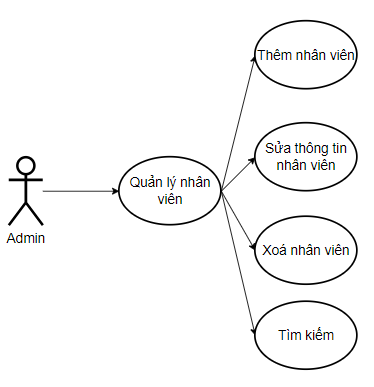 Thêm nhân viên
Sửa thông tin
nhân viên
Quản lý nhân
viên
Admin
Xoá nhân viên
Tìm kiếm